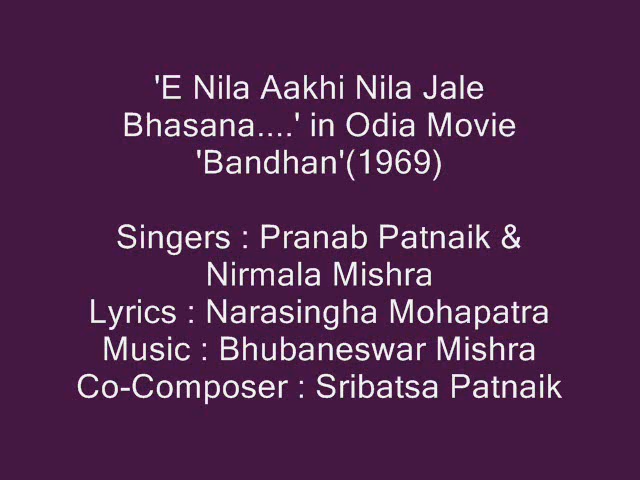 'E Nila Aakhi Nila Jale
Bhasana....' in Odia Movie
'Bandhan'(1969)
Singers : Pranab Patnaik &
Nirmala Mishra
Lyrics : Narasingha Mohapatra
Music : Bhubaneswar Mishra
Co-Composer : Sribatsa Patnaik